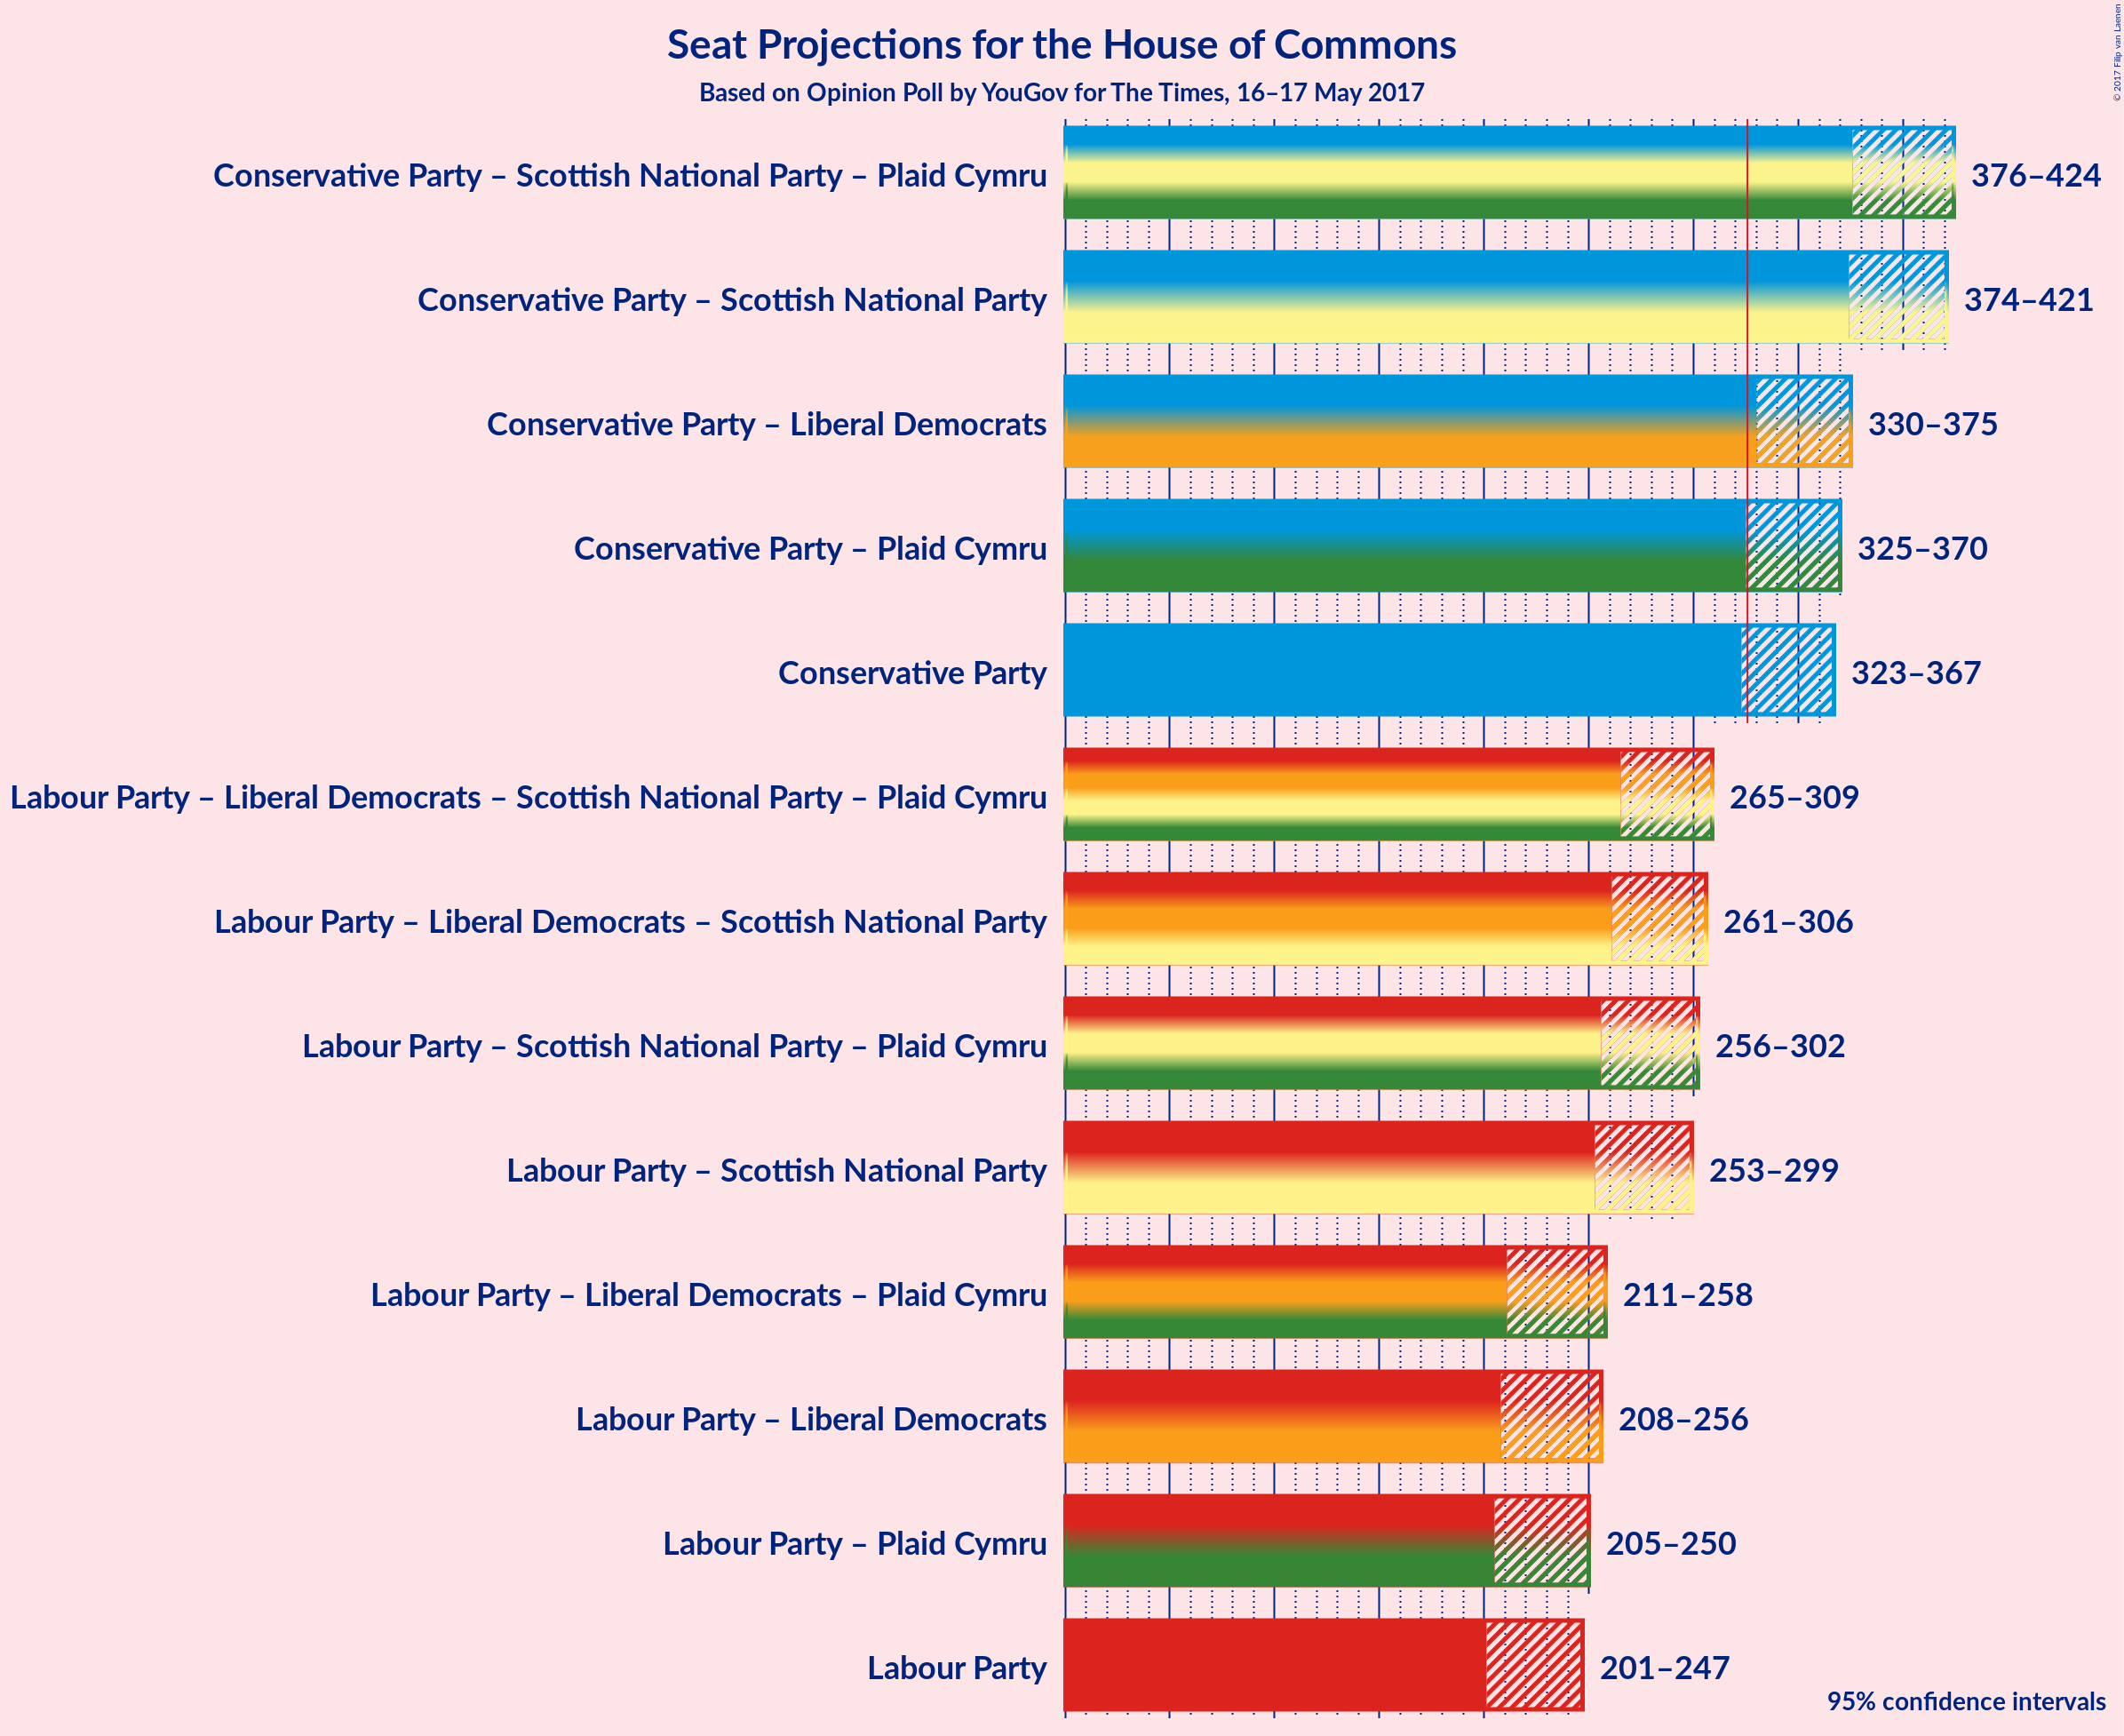 Seat Projections for the House of Commons
Based on Opinion Poll by YouGov for The Times, 16–17 May 2017
© 2017 Filip van Laenen
Conservative Party – Scottish National Party – Plaid Cymru 376–424
Conservative Party – Scottish National Party 374–421
Conservative Party – Liberal Democrats 330–375
Conservative Party – Plaid Cymru 325–370
Conservative Party 323–367
Labour Party – Liberal Democrats – Scottish National Party – Plaid Cymru 265–309
Labour Party – Liberal Democrats – Scottish National Party 261–306
Labour Party – Scottish National Party – Plaid Cymru 256–302
Labour Party – Scottish National Party 253–299
Labour Party – Liberal Democrats – Plaid Cymru 211–258
Labour Party – Liberal Democrats 208–256
Labour Party – Plaid Cymru 205–250
Labour Party 201–247
95% confidence intervals